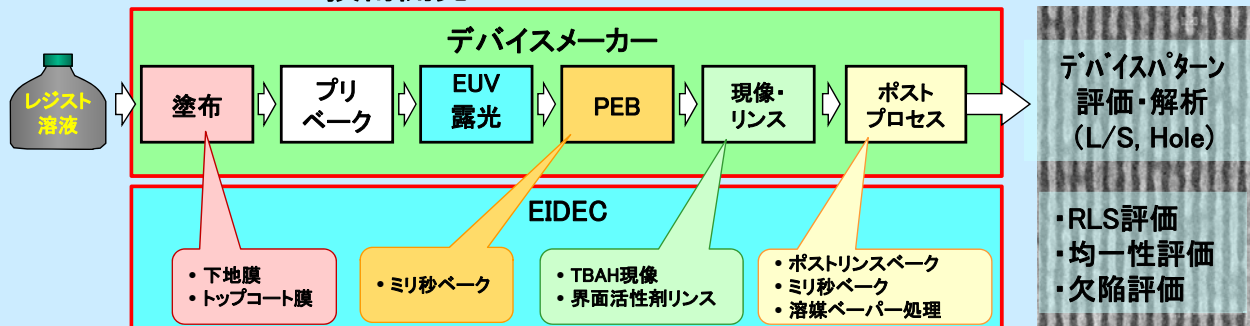 デバイスメーカー
レジスト
溶液
塗布
プリ
ベーク
EUV
露光
PEB
現像・
リンス
ポスト
プロセス
デバイスパターン
評価・解析
(L/S, Hole)
EIDEC
• 下地膜
• トップコート膜
• ミリ秒ベーク
• TBAH現像
• 界面活性剤リンス
• ポストリンスベーク
• ミリ秒ベーク
• 溶媒ベーパー処理
・RLS評価
・均一性評価
・欠陥評価